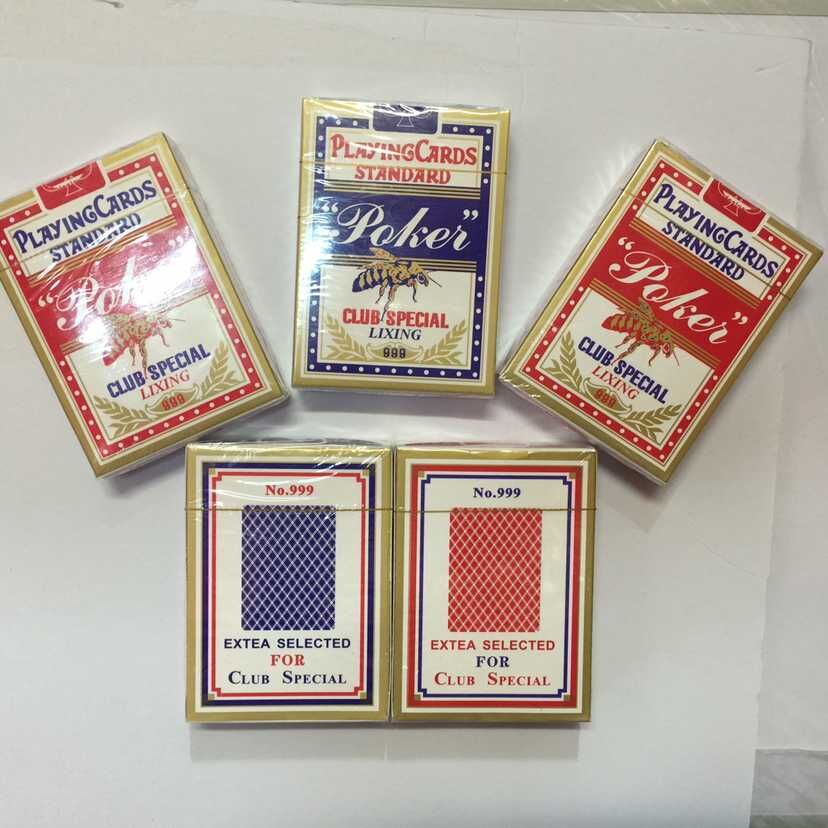 PLAYING CARDS
STANDARD
"Poker"
CLUB SPECIAL
LIXING
999
PLAYING CARDS
STANDARD
"Poker"
CLUB SPECIAL
LIXING
999
PLAYING CARDS
STANDARD
"Poker"
CLUB SPECIAL
LIXING
999
No.999
EXTEA SELECTED
FOR
CLUB SPECIAL
No.999
EXTEA SELECTED
FOR
CLUB SPECIAL